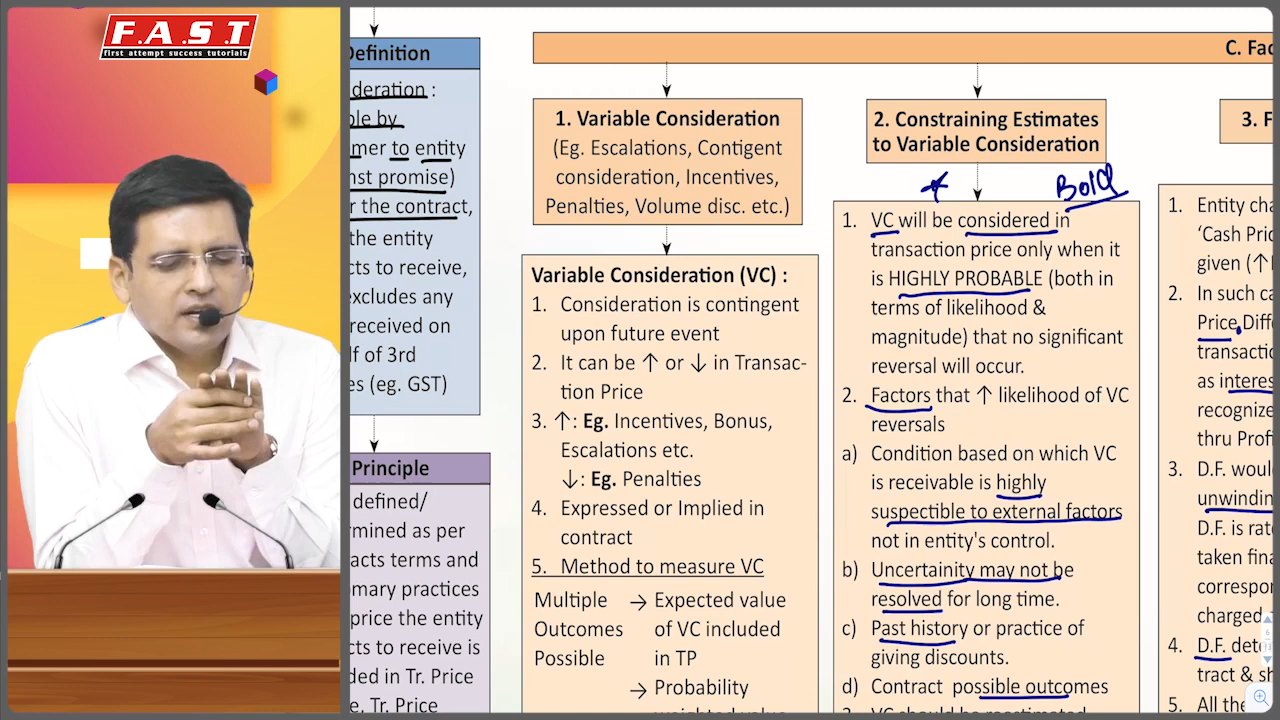 F.A.S.T
first attempt success tutorials
Definition
deration :
ble by
mer to entity
nst promise)
r the contract,
the entity
cts to receive,
excludes any
received on
lf of 3rd
es (eg. GST)
Principle
defined/
rmined as per
acts terms and
mary practices
price the entity
cts to receive is
ded in Tr. Price
e. Tr. Price
C. Fac
1. Variable Consideration
(Eg. Escalations, Contigent
consideration, Incentives,
Penalties, Volume disc. etc.)
Variable Consideration (VC) :
1. Consideration is contingent
upon future event
2. It can be ↑ or ↓ in Transac-
tion Price
3. ↑: Eg. Incentives, Bonus,
Escalations etc.
↓: Eg. Penalties
4. Expressed or Implied in
contract
5. Method to measure VC
Multiple → Expected value
Outcomes of VC included
Possible in TP
→ Probability
weighted value
2. Constraining Estimates
to Variable Consideration
Bold
1. VC will be considered in
transaction price only when it
is HIGHLY PROBABLE (both in
terms of likelihood &
magnitude) that no significant
reversal will occur.
2. Factors that ↑ likelihood of VC
reversals
a) Condition based on which VC
is receivable is highly
suspectible to external factors
not in entity's control.
b) Uncertainity may not be
resolved for long time.
c) Past history or practice of
giving discounts.
d) Contract possible outcomes
3. VC should be reestimated
3. F
1. Entity cha
'Cash Pric
given (↑
2. In such ca
Price. Diff
transactio
as interes
recognize
thru Profi
3. D.F. woul
unwindin
D.F. is rat
taken fina
correspor
charged
4. D.F. dete
tract & sh
5. All the